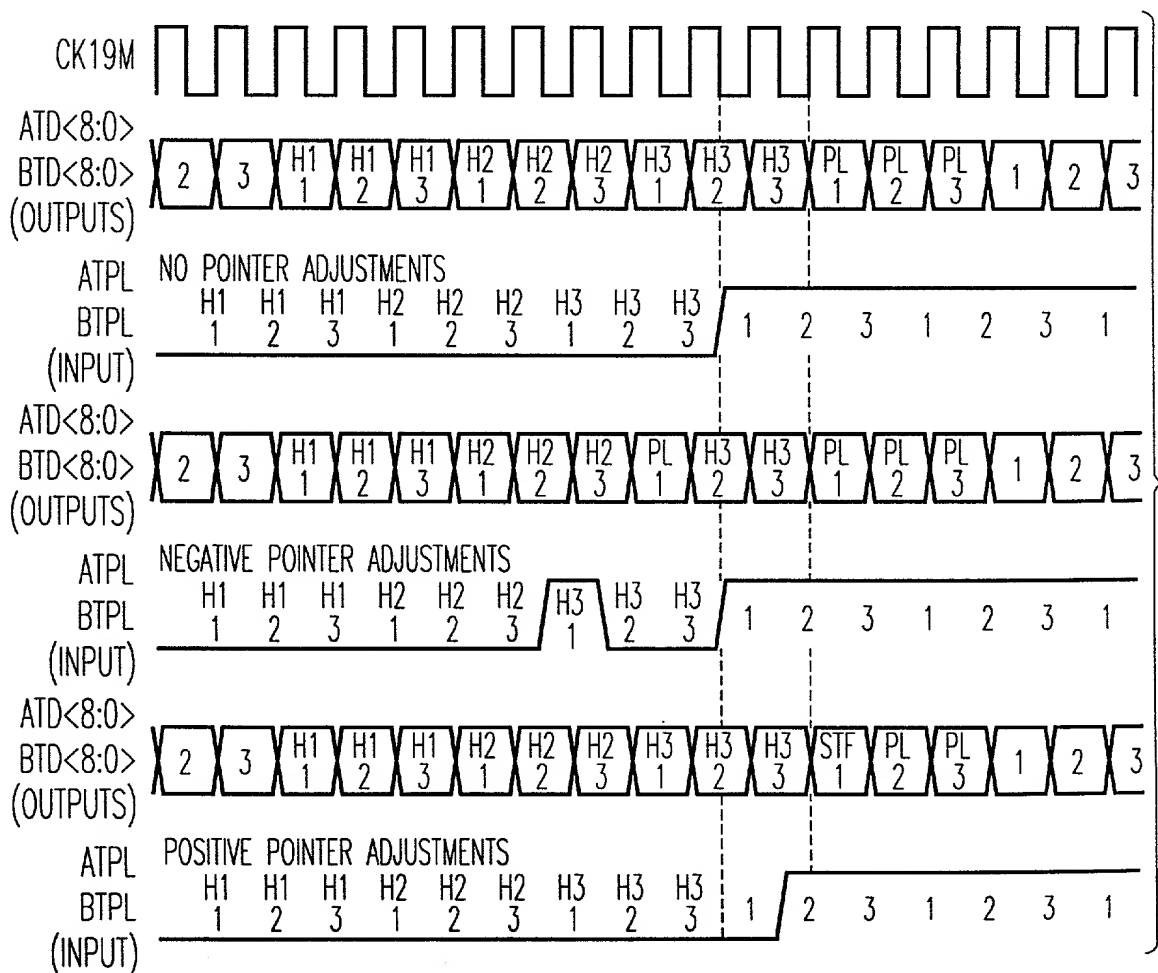 CK19M
ATD<8:0>
BTD<8:0>
(OUTPUTS)
2 3 H1 1 H1 2 H1 3 H2 1 H2 2 H2 3 H3 1 H3 2 H3 3 PL 1 PL 2 PL 3 1 2 3
ATPL
BTPL
(INPUT)
NO POINTER ADJUSTMENTS
H1 1 H1 2 H1 3 H2 1 H2 2 H2 3 H3 1 H3 2 H3 3 1 2 3 1 2 3 1
ATD<8:0>
BTD<8:0>
(OUTPUTS)
2 3 H1 1 H1 2 H1 3 H2 1 H2 2 H2 3 PL 1 H3 2 H3 3 PL 1 PL 2 PL 3 1 2 3
ATPL
BTPL
(INPUT)
NEGATIVE POINTER ADJUSTMENTS
H1 1 H1 2 H1 3 H2 1 H2 2 H2 3 H3 1 H3 2 H3 3 1 2 3 1 2 3 1
ATD<8:0>
BTD<8:0>
(OUTPUTS)
2 3 H1 1 H1 2 H1 3 H2 1 H2 2 H2 3 H3 1 H3 2 H3 3 STF 1 PL 2 PL 3 1 2 3
ATPL
BTPL
(INPUT)
POSITIVE POINTER ADJUSTMENTS
H1 1 H1 2 H1 3 H2 1 H2 2 H2 3 H3 1 H3 2 H3 3 1 2 3 1 2 3 1